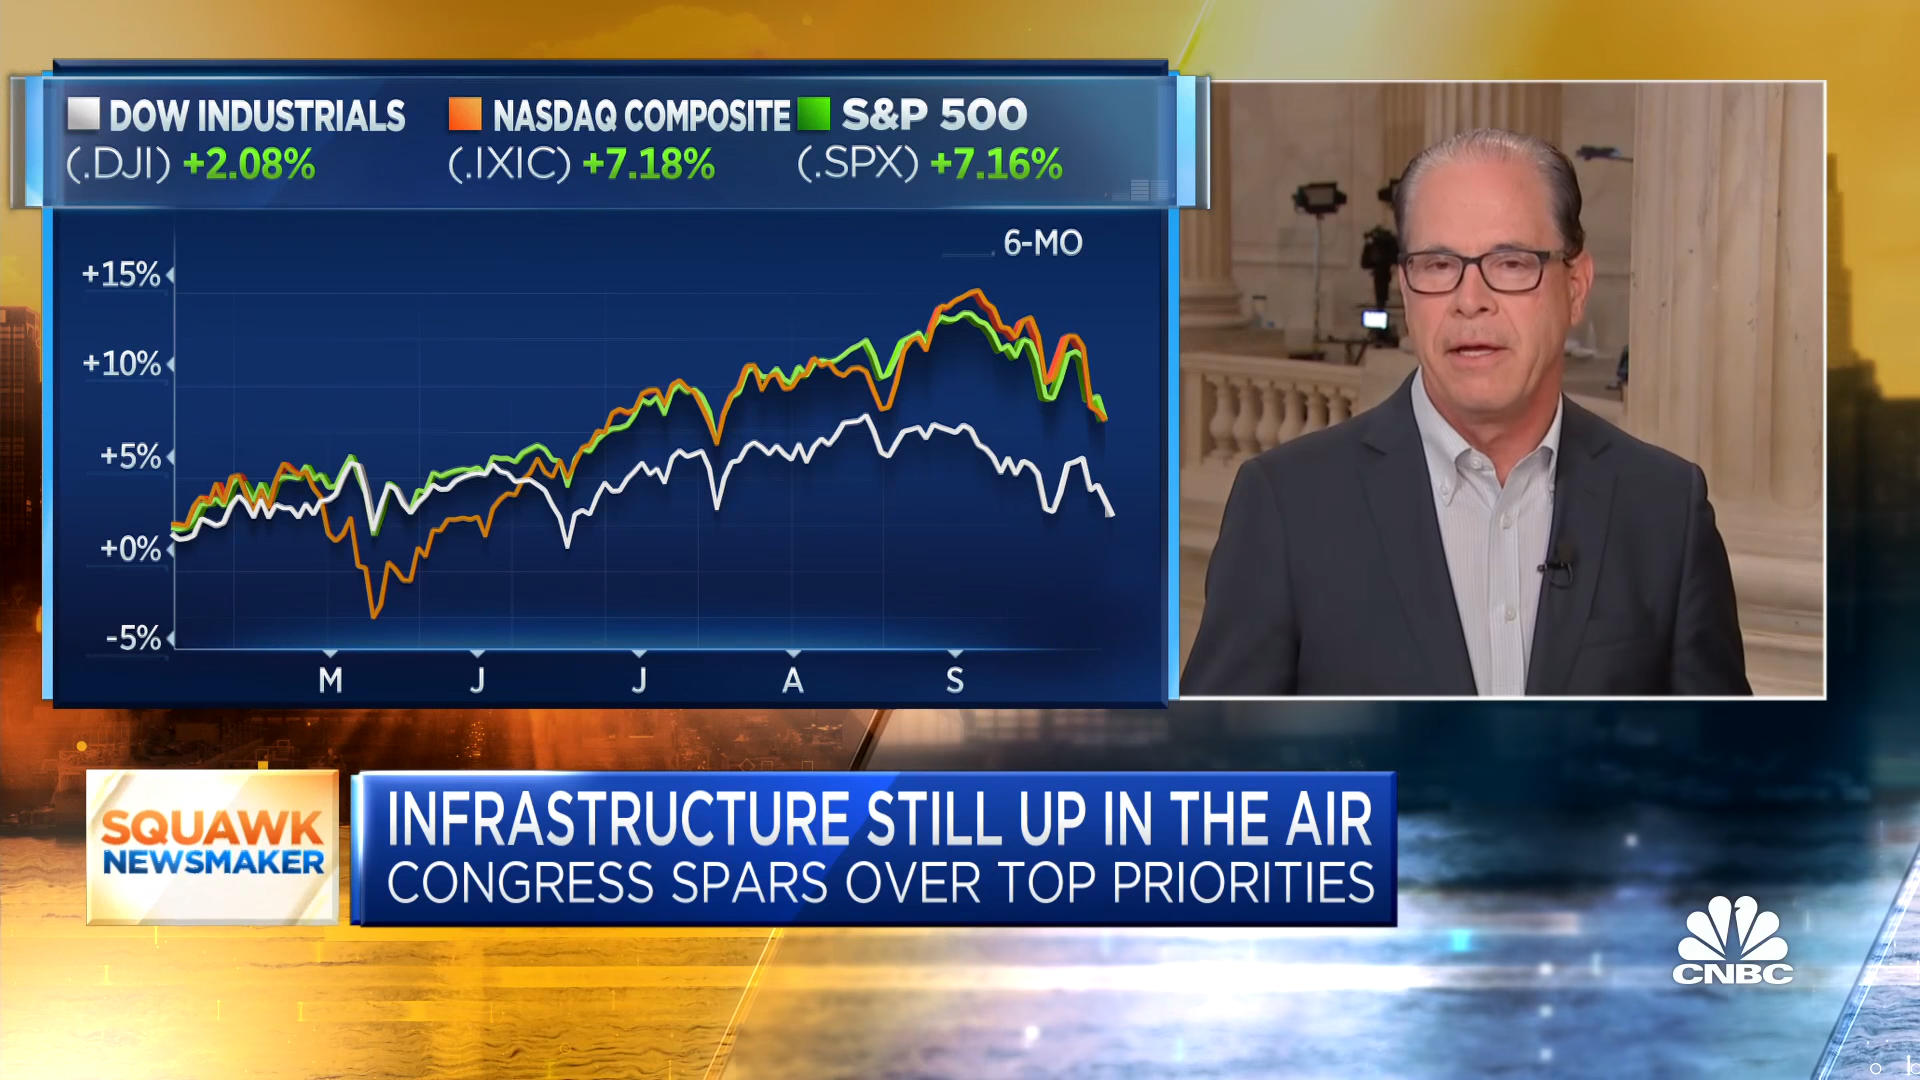 DOW INDUSTRIALS
(.DJI) +2.08%
NASDAQ COMPOSITE
(.IXIC) +7.18%
S&P 500
(.SPX) +7.16%
6-MO
+15%
+10%
+5%
+0%
-5%
M J J A S
SQUAWK
NEWSMAKER
INFRASTRUCTURE STILL UP IN THE AIR
CONGRESS SPARS OVER TOP PRIORITIES
CNBC